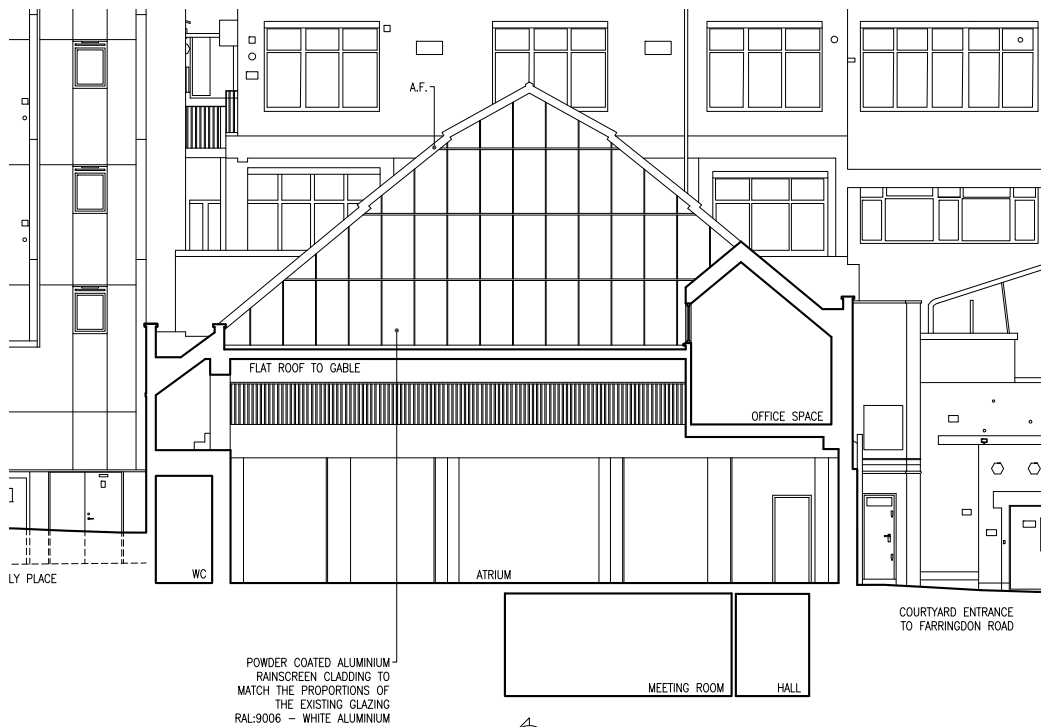 A.F.
FLAT ROOF TO GABLE
OFFICE SPACE
WC
ATRIUM
LY PLACE
COURTYARD ENTRANCE
TO FARRINGDON ROAD
POWDER COATED ALUMINIUM
RAINSCREEN CLADDING TO
MATCH THE PROPORTIONS OF
THE EXISTING GLAZING
RAL:9006 – WHITE ALUMINIUM
MEETING ROOM
HALL